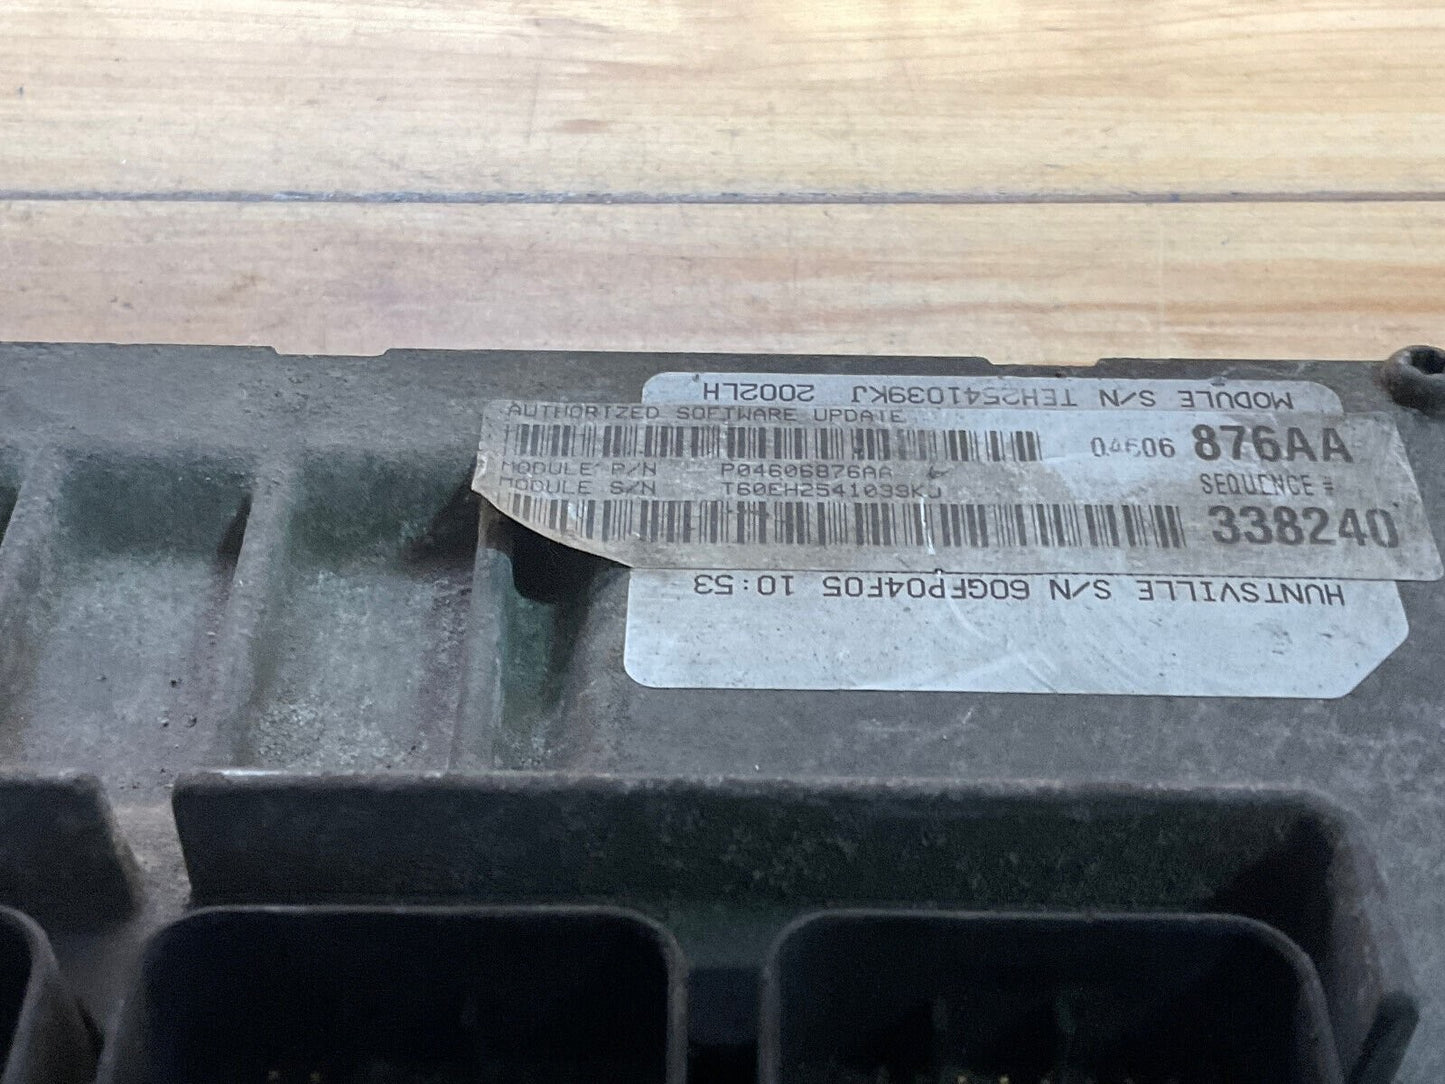 MODULE S/N TEH2541039KJ 2002LH
AUTHORIZED SOFTWARE UPDATE
04606 876AA
MODULE P/N P04606876AA
MODULE S/N T60EH2541039KJ
SEQUENCE #
338240
HUNTSVILLE S/N 60GFP04F05 10:53